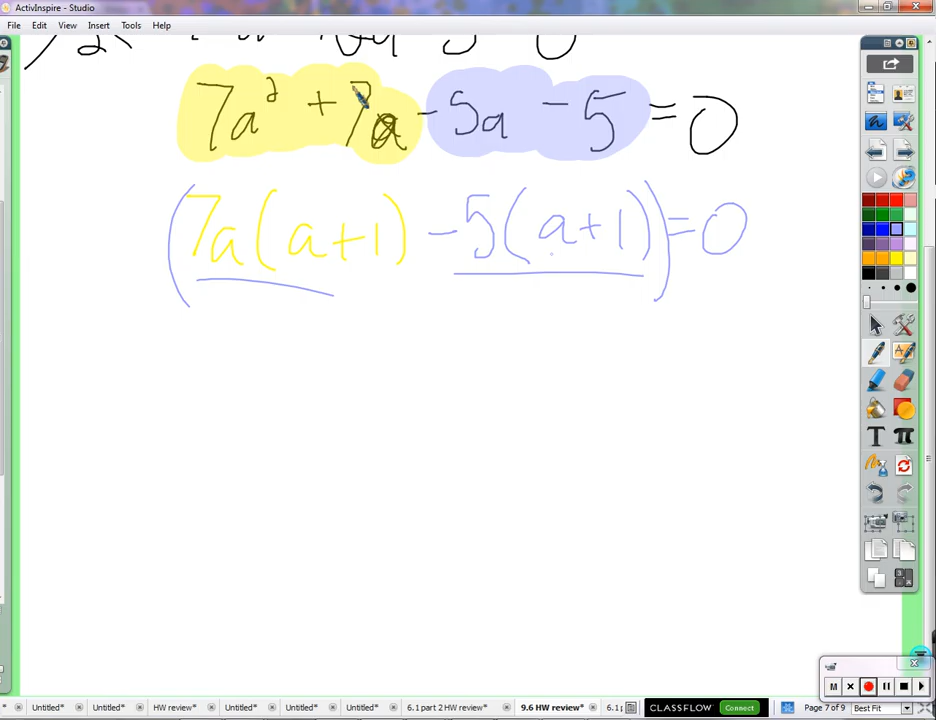 ActivInspire - Studio
File Edit View Insert Tools Help
7a² + 7a - 5a - 5 = 0
(7a(a+1) - 5(a+1)) = 0
Untitled* Untitled* HW review* Untitled* Untitled* Untitled* 6.1 part 2 HW review* 9.6 HW review* 6.1 CLASSFLOW Connect Page 7 of 9 Best Fit